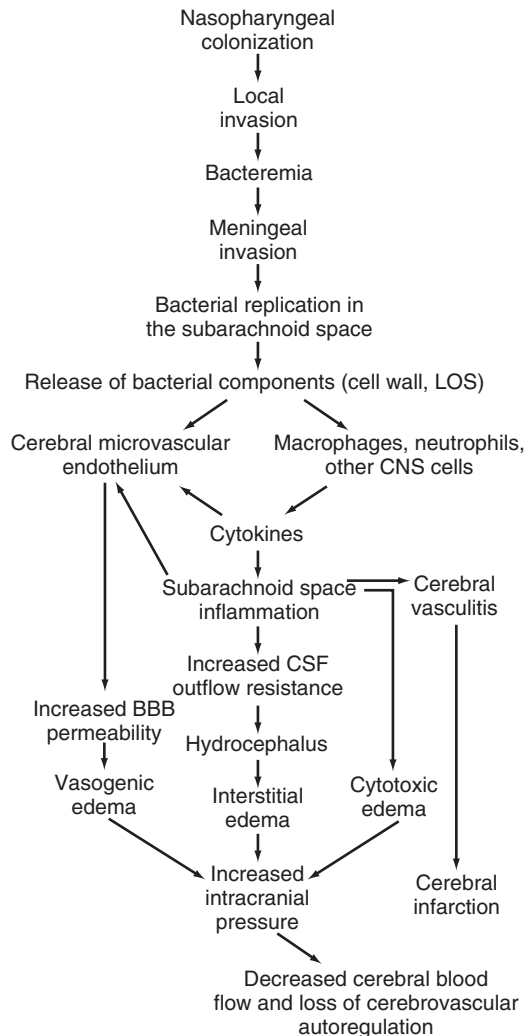 Nasopharyngeal
colonization
Local
invasion
Bacteremia
Meningeal
invasion
Bacterial replication in
the subarachnoid space
Release of bacterial components (cell wall, LOS)
Cerebral microvascular
endothelium
Macrophages, neutrophils,
other CNS cells
Cytokines
Subarachnoid space
inflammation
Cerebral
vasculitis
Increased CSF
outflow resistance
Increased BBB
permeability
Hydrocephalus
Vasogenic
edema
Interstitial
edema
Cytotoxic
edema
Increased
intracranial
pressure
Cerebral
infarction
Decreased cerebral blood
flow and loss of cerebrovascular
autoregulation